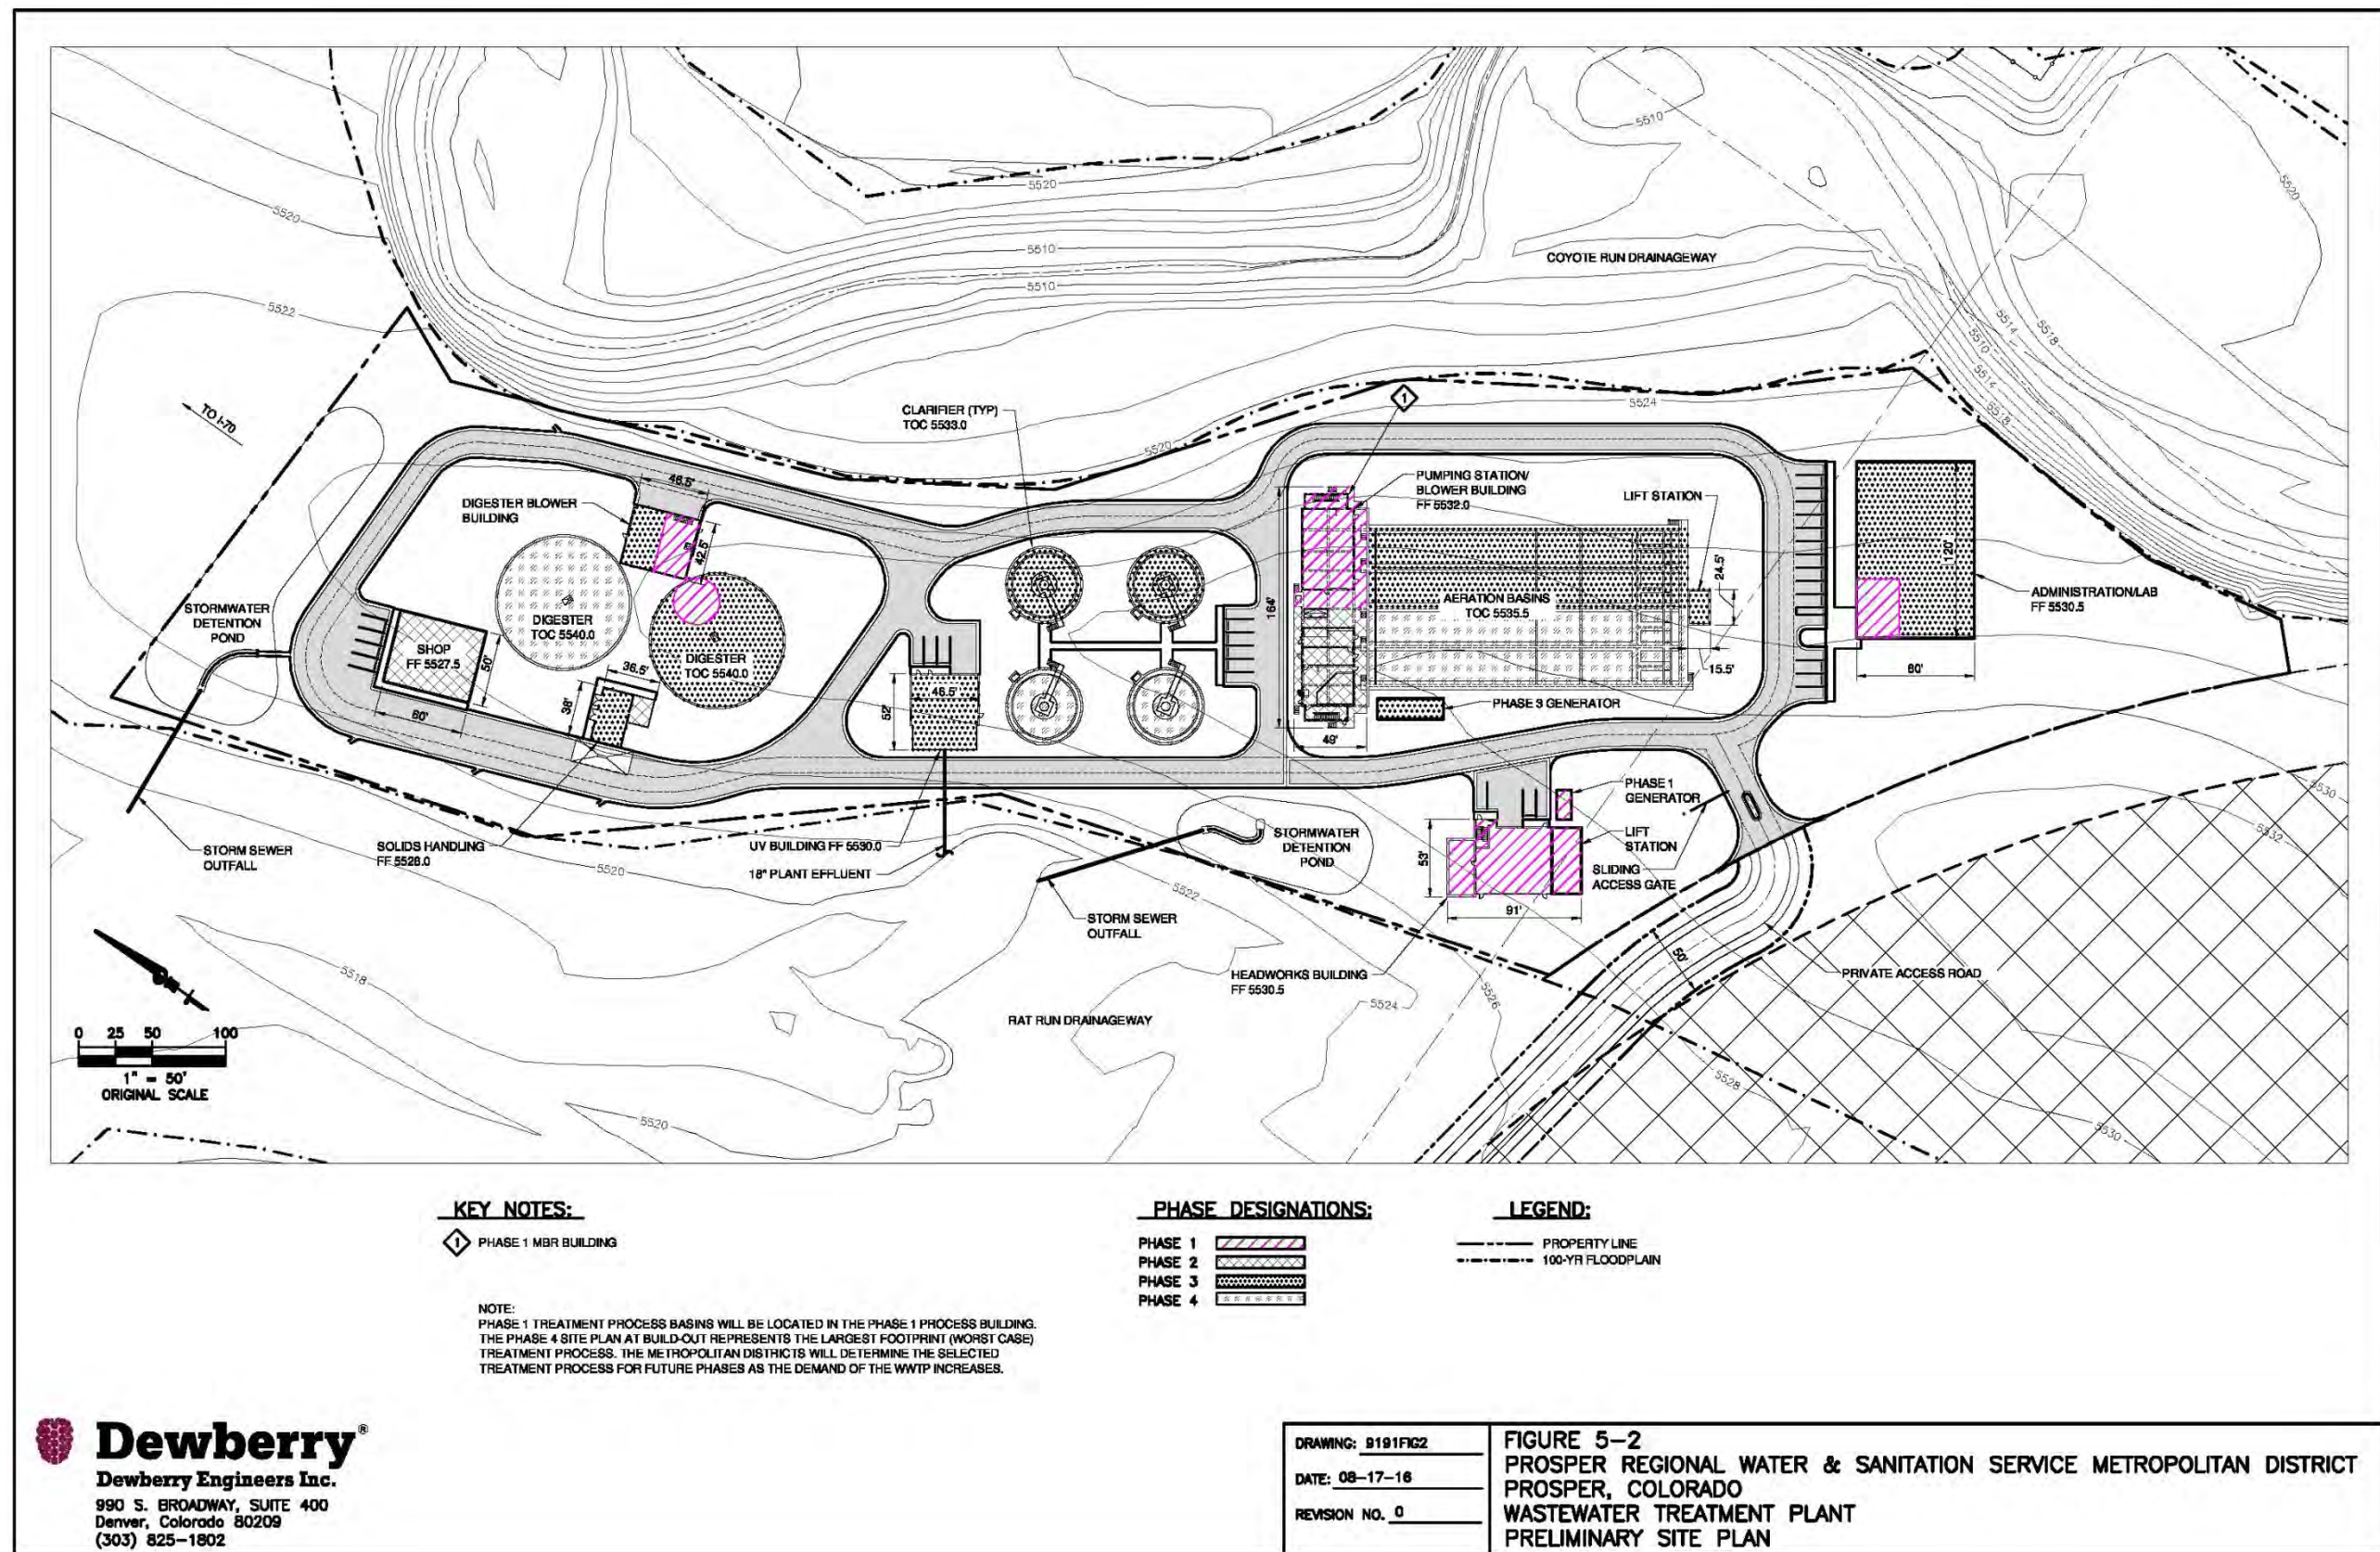 5520
5510
5510
5510
5520
COYOTE RUN DRAINAGEWAY
5520
5522
5514
5518
5510
5514
5518
TO I-70
CLARIFIER (TYP)
TOC 5533.0
1
5524
5520
46.5'
DIGESTER BLOWER
BUILDING
PUMPING STATION/
BLOWER BUILDING
FF 5532.0
LIFT STATION
42.5'
24.5'
120'
164'
STORMWATER
DETENTION
POND
DIGESTER
TOC 5540.0
AERATION BASINS
TOC 5535.5
ADMINISTRATION/LAB
FF 5530.5
SHOP
FF 5527.5
50'
36.5'
DIGESTER
TOC 5540.0
15.5'
80'
38'
60'
46.5'
52'
PHASE 3 GENERATOR
49'
PHASE 1
GENERATOR
5530
5532
STORM SEWER
OUTFALL
SOLIDS HANDLING
FF 5528.0
UV BUILDING FF 5530.0
18" PLANT EFFLUENT
5520
STORMWATER
DETENTION
POND
53'
LIFT
STATION
SLIDING
ACCESS GATE
5522
91'
STORM SEWER
OUTFALL
HEADWORKS BUILDING
FF 5530.5
50'
PRIVATE ACCESS ROAD
5518
5524
5526
RAT RUN DRAINAGEWAY
0 25 50 100
1" = 50'
ORIGINAL SCALE
5528
5520
5530
KEY NOTES:
1 PHASE 1 MBR BUILDING
NOTE:
PHASE 1 TREATMENT PROCESS BASINS WILL BE LOCATED IN THE PHASE 1 PROCESS BUILDING.
THE PHASE 4 SITE PLAN AT BUILD-OUT REPRESENTS THE LARGEST FOOTPRINT (WORST CASE)
TREATMENT PROCESS. THE METROPOLITAN DISTRICTS WILL DETERMINE THE SELECTED
TREATMENT PROCESS FOR FUTURE PHASES AS THE DEMAND OF THE WWTP INCREASES.
PHASE DESIGNATIONS:
PHASE 1
PHASE 2
PHASE 3
PHASE 4
LEGEND:
PROPERTY LINE
100-YR FLOODPLAIN
Dewberry®
Dewberry Engineers Inc.
990 S. BROADWAY, SUITE 400
Denver, Colorado 80209
(303) 825-1802
DRAWING: 9191FIG2
DATE: 08-17-16
REVISION NO. 0
FIGURE 5-2
PROSPER REGIONAL WATER & SANITATION SERVICE METROPOLITAN DISTRICT
PROSPER, COLORADO
WASTEWATER TREATMENT PLANT
PRELIMINARY SITE PLAN